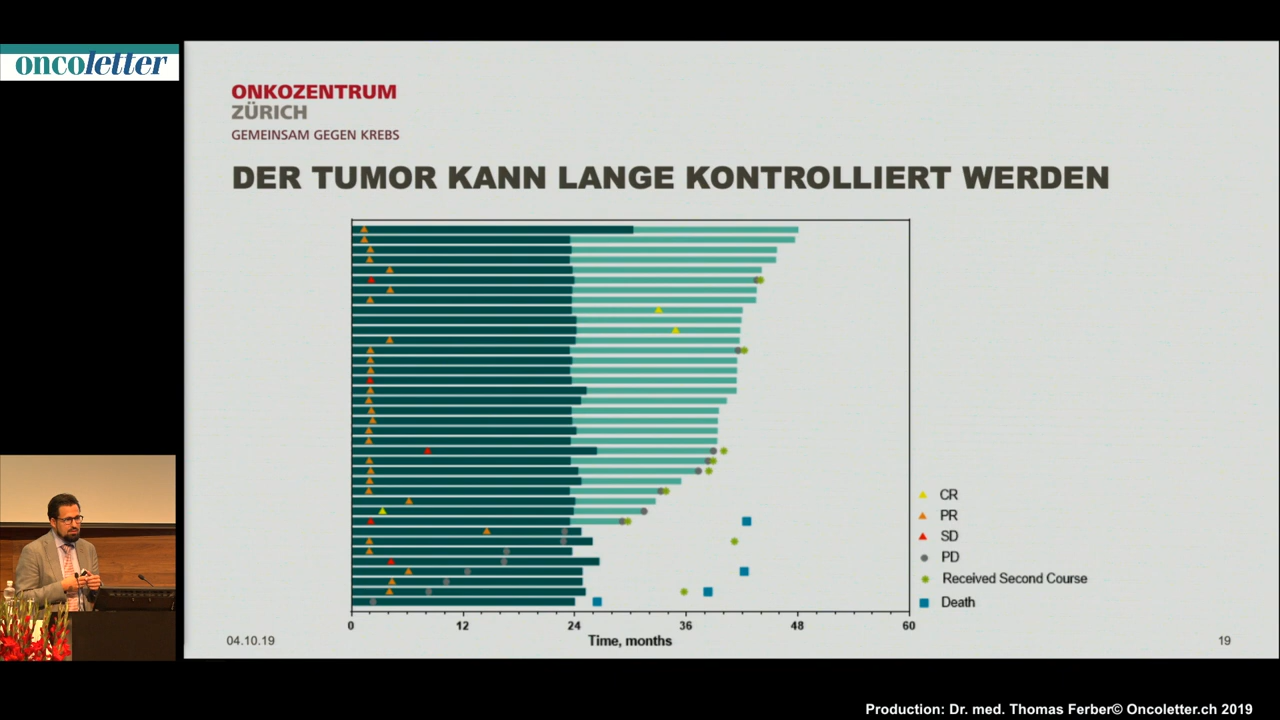 oncoletter
ONKOZENTRUM
ZÜRICH
GEMEINSAM GEGEN KREBS
DER TUMOR KANN LANGE KONTROLLIERT WERDEN
CR
PR
SD
PD
Received Second Course
Death
0 12 24 36 48 60
Time, months
04.10.19
19
Production: Dr. med. Thomas Ferber© Oncoletter.ch 2019